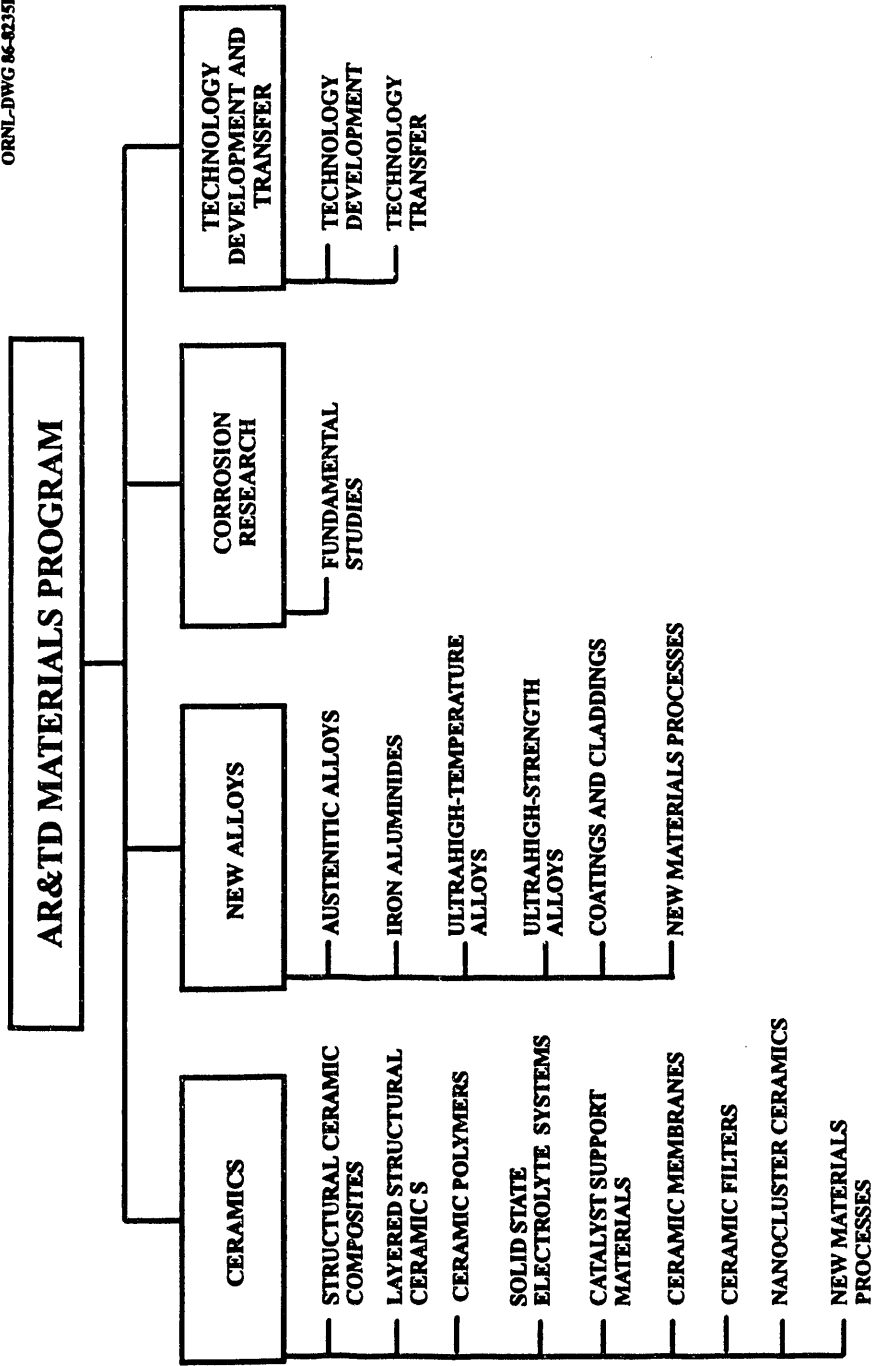 ORNL-DWG 86-8235R
AR&TD MATERIALS PROGRAM
CERAMICS
STRUCTURAL CERAMIC
COMPOSITES
LAYERED STRUCTURAL
CERAMIC S
CERAMIC POLYMERS
SOLID STATE
ELECTROLYTE SYSTEMS
CATALYST SUPPORT
MATERIALS
CERAMIC MEMBRANES
CERAMIC FILTERS
NANOCLUSTER CERAMICS
NEW MATERIALS
PROCESSES
NEW ALLOYS
AUSTENITIC ALLOYS
IRON ALUMINIDES
ULTRAHIGH-TEMPERATURE
ALLOYS
ULTRAHIGH-STRENGTH
ALLOYS
COATINGS AND CLADDINGS
NEW MATERIALS PROCESSES
CORROSION
RESEARCH
FUNDAMENTAL
STUDIES
TECHNOLOGY
DEVELOPMENT AND
TRANSFER
TECHNOLOGY
DEVELOPMENT
TECHNOLOGY
TRANSFER